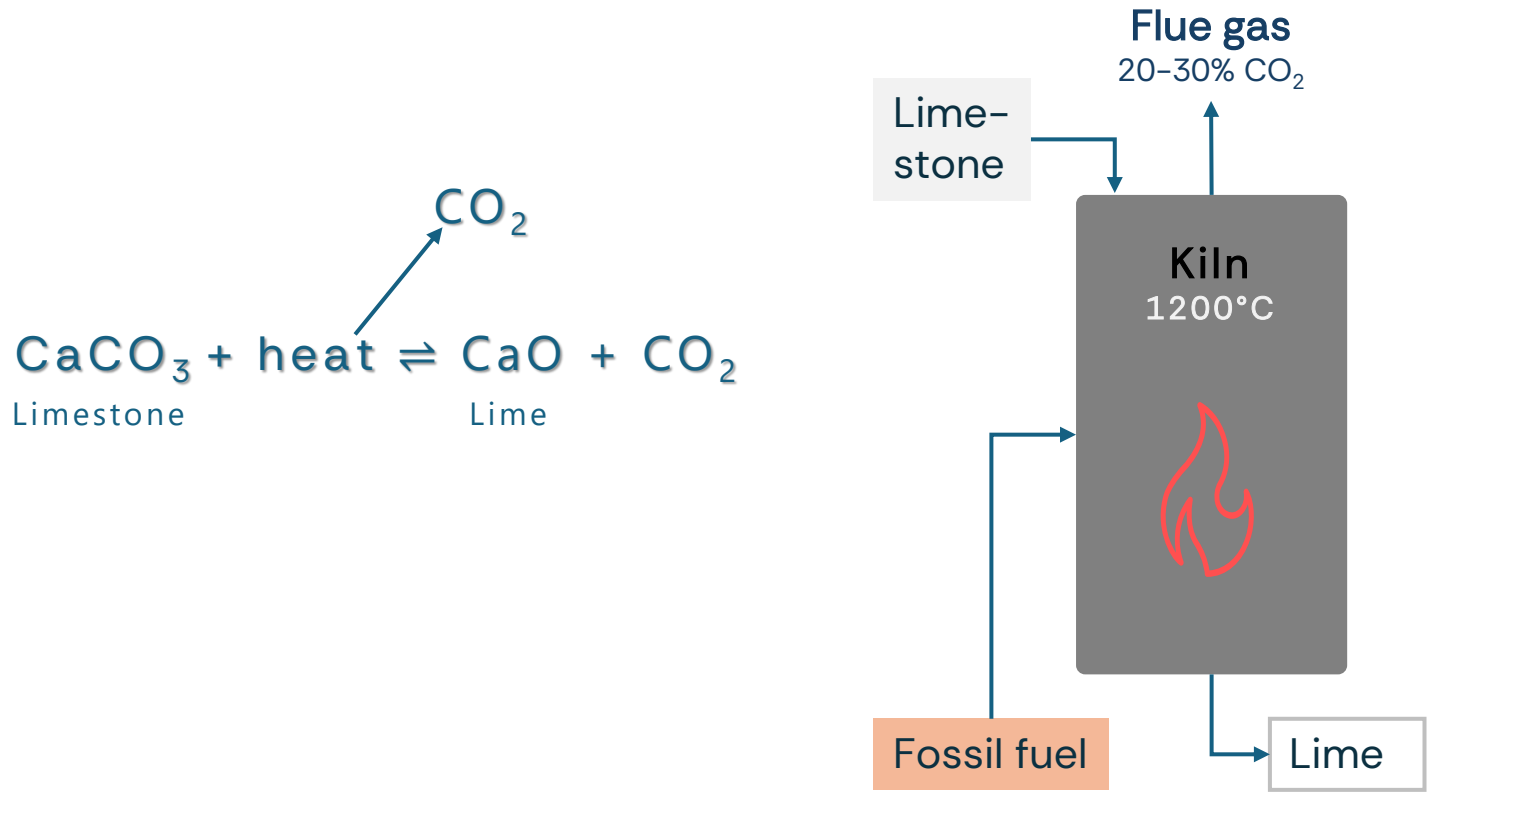 CO₂
CaCO₃ + heat ⇌ CaO + CO₂
Limestone
Lime
Flue gas
20–30% CO₂
Lime–
stone
Kiln
1200°C
Fossil fuel
Lime